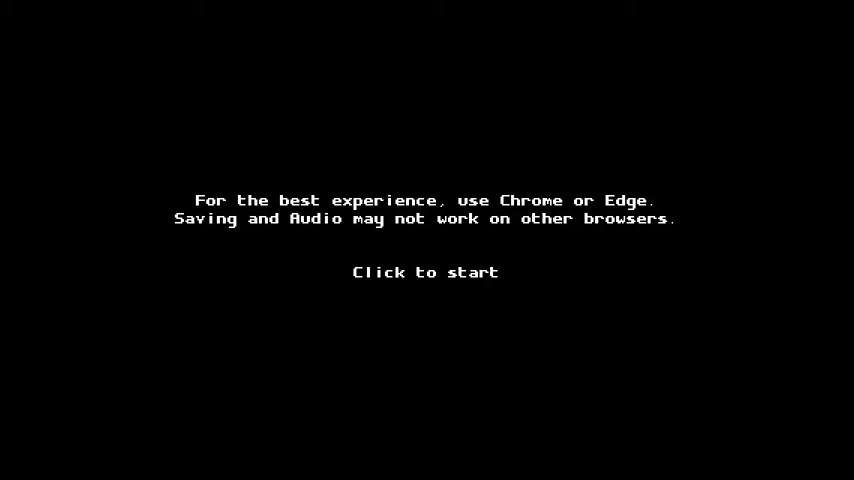 For the best experience, use Chrome or Edge.
Saving and Audio may not work on other browsers.
Click to start